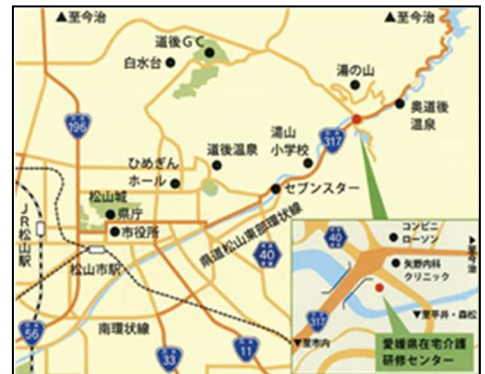 ▲至今治
▲至今治
道後GC
白水台
湯の山
奥道後
温泉
196
317
湯山
小学校
道後温泉
ひめぎん
ホール
セブンスター
松山城
県庁
市役所
JR松山駅
松山市駅
県道松山東部環状線
40
南環状線
56
33
11
40
コンビニ
ローソン
▲至今治
矢野内科
クリニック
317
▼至平井・森松
▼至市内
愛媛県在宅介護
研修センター